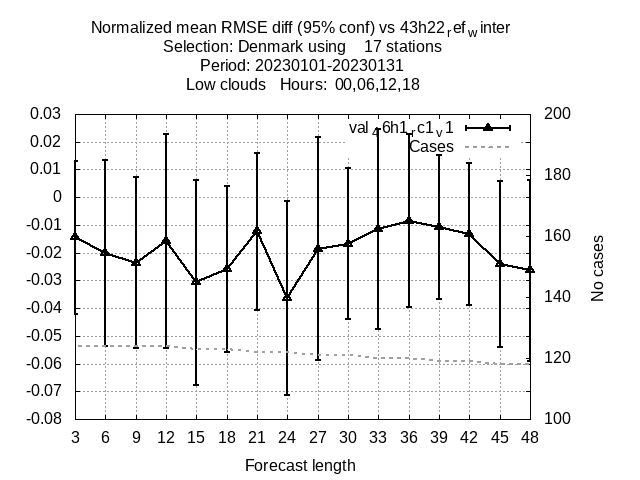 Normalized mean RMSE diff (95% conf) vs 43h22refwinter
Selection: Denmark using 17 stations
Period: 20230101-20230131
Low clouds Hours: 00,06,12,18
val46h1rc1v1
Cases
0.03
0.02
0.01
0
-0.01
-0.02
-0.03
-0.04
-0.05
-0.06
-0.07
-0.08
200
180
160
140
120
100
No cases
3 6 9 12 15 18 21 24 27 30 33 36 39 42 45 48
Forecast length